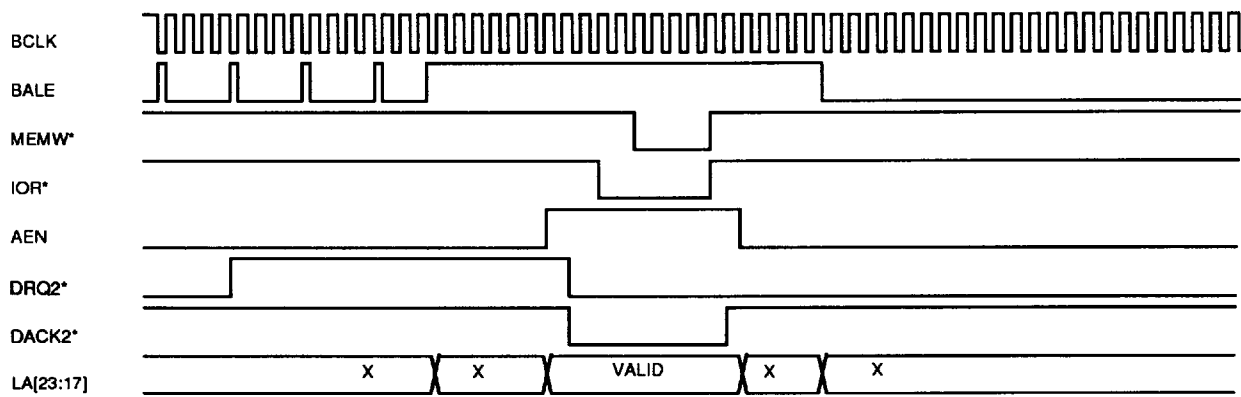 BCLK
BALE
MEMW*
IOR*
AEN
DRQ2*
DACK2*
LA[23:17] X X VALID X X